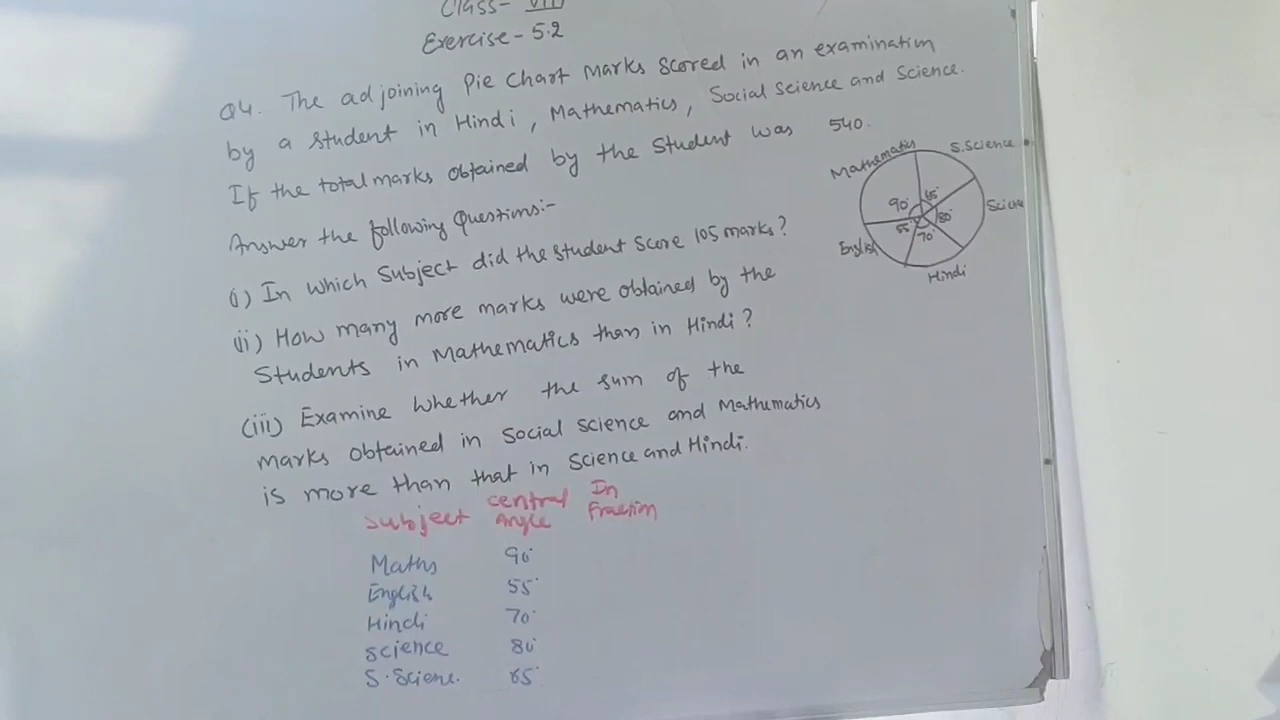 Class- VIII
Exercise - 5.2
Q4. The adjoining Pie Chart Marks Scored in an examination
by a student in Hindi, Mathematics, Social Science and Science.
If the total marks obtained by the Student was 540.
Answer the following Questions:-
(i) In which Subject did the student Score 105 marks?
(ii) How many more marks were obtained by the
Students in Mathematics than in Hindi?
(iii) Examine whether the sum of the
marks obtained in Social science and Mathematics
is more than that in Science and Hindi.
Mathematics
S.Science
90°
65°
Science
80°
55°
70°
English
Hindi
Subject Central Angle In Fraction
Maths 90°
English 55°
Hindi 70°
Science 80°
S.Science. 65°